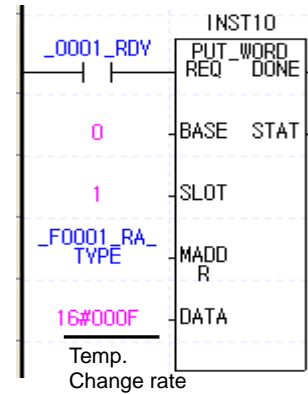 INST10
_0001_RDY
PUT_WORD
REQ DONE
0
BASE STAT
1
SLOT
_F0001_RA_
TYPE
MADD
R
16#000F
DATA
Temp.
Change rate